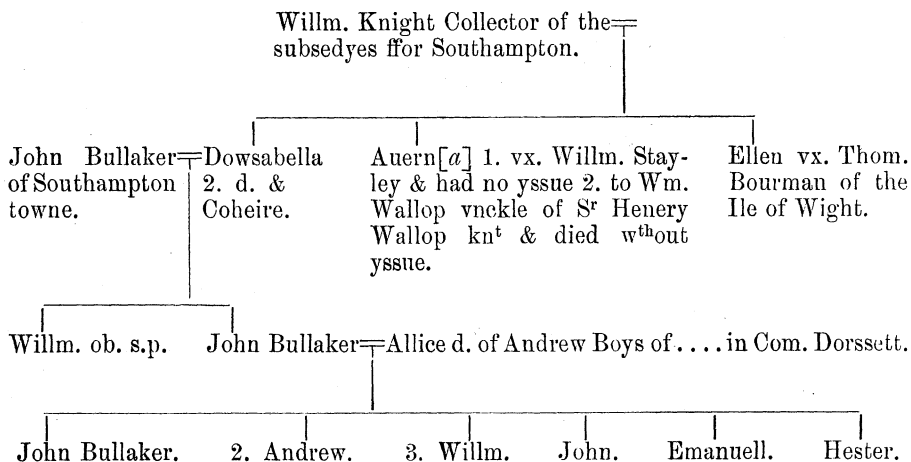 Willm. Knight Collector of the
subsedyes ffor Southampton.
John Bullaker
of Southampton
towne.
Dowsabella
2. d. &
Coheire.
Auern[a] 1. vx. Willm. Stay-
ley & had no yssue 2. to Wm.
Wallop vnckle of Sr Henery
Wallop knt & died wthout
yssue.
Ellen vx. Thom.
Bourman of the
Ile of Wight.
Willm. ob. s.p.
John Bullaker
Allice d. of Andrew Boys of .... in Com. Dorssett.
John Bullaker.
2. Andrew.
3. Willm.
John.
Emanuell.
Hester.